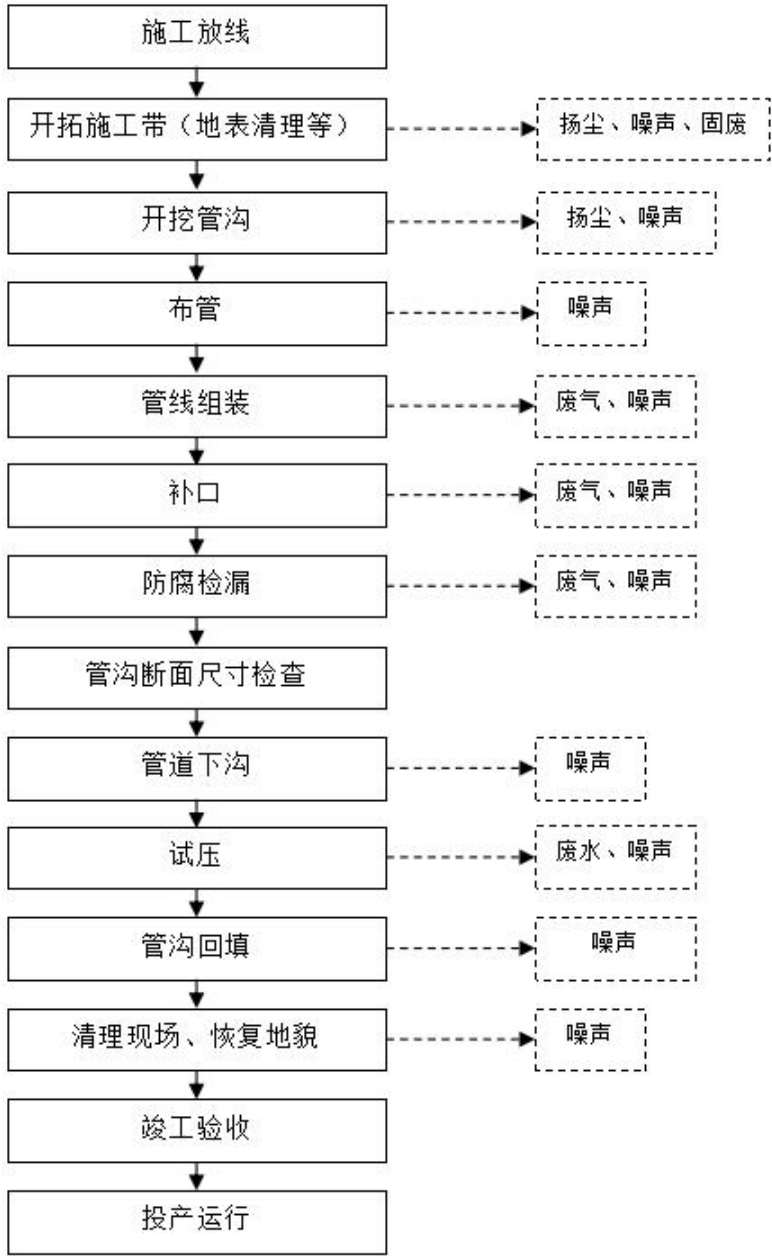 施工放线
开拓施工带（地表清理等）
扬尘、噪声、固废
开挖管沟
扬尘、噪声
布管
噪声
管线组装
废气、噪声
补口
废气、噪声
防腐检漏
废气、噪声
管沟断面尺寸检查
管道下沟
噪声
试压
废水、噪声
管沟回填
噪声
清理现场、恢复地貌
噪声
竣工验收
投产运行